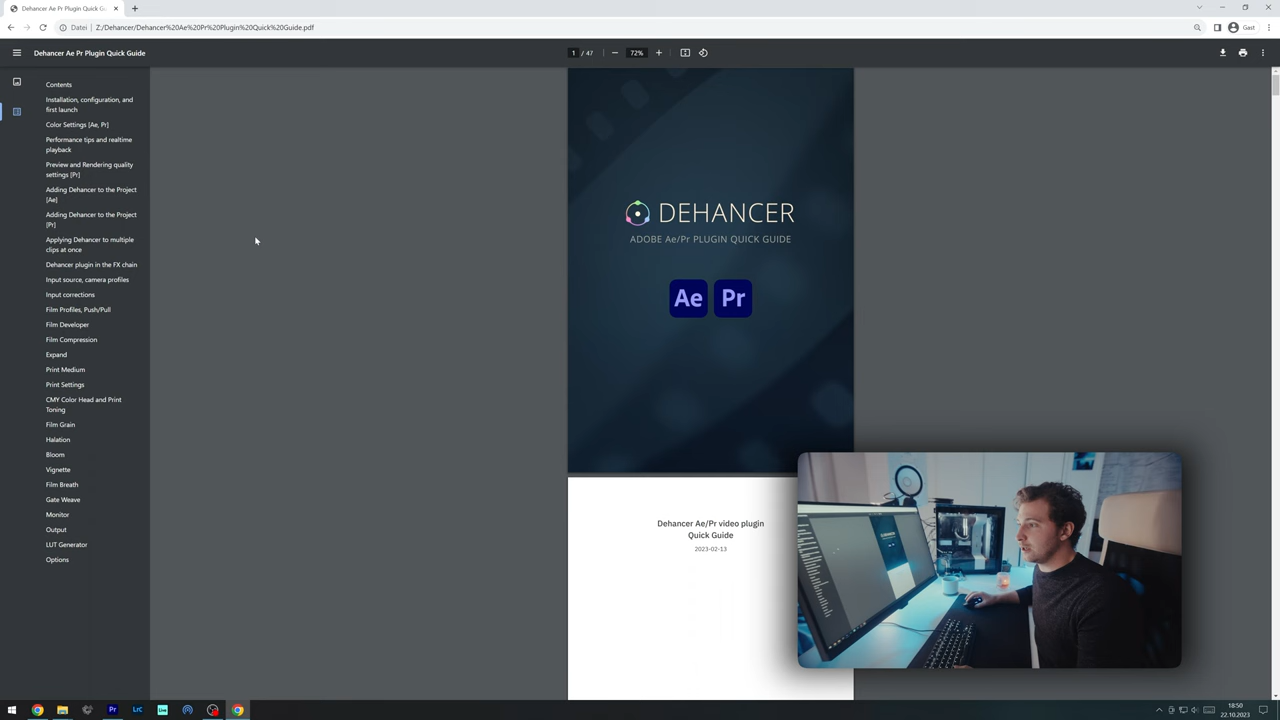 Dehancer Ae Pr Plugin Quick G
Datei
Z:/Dehancer/Dehancer%20Ae%20Pr%20Plugin%20Quick%20Guide.pdf
Gast
Dehancer Ae Pr Plugin Quick Guide
1 / 47
72%
Contents
Installation, configuration, and
first launch
Color Settings [Ae, Pr]
Performance tips and realtime
playback
Preview and Rendering quality
settings [Pr]
Adding Dehancer to the Project
[Ae]
Adding Dehancer to the Project
[Pr]
Applying Dehancer to multiple
clips at once
Dehancer plugin in the FX chain
Input source, camera profiles
Input corrections
Film Profiles, Push/Pull
Film Developer
Film Compression
Expand
Print Medium
Print Settings
CMY Color Head and Print
Toning
Film Grain
Halation
Bloom
Vignette
Film Breath
Gate Weave
Monitor
Output
LUT Generator
Options
DEHANCER
ADOBE Ae/Pr PLUGIN QUICK GUIDE
Ae Pr
Dehancer Ae/Pr video plugin
Quick Guide
2023-02-13
Pr
LrC
18:50
22.10.2023